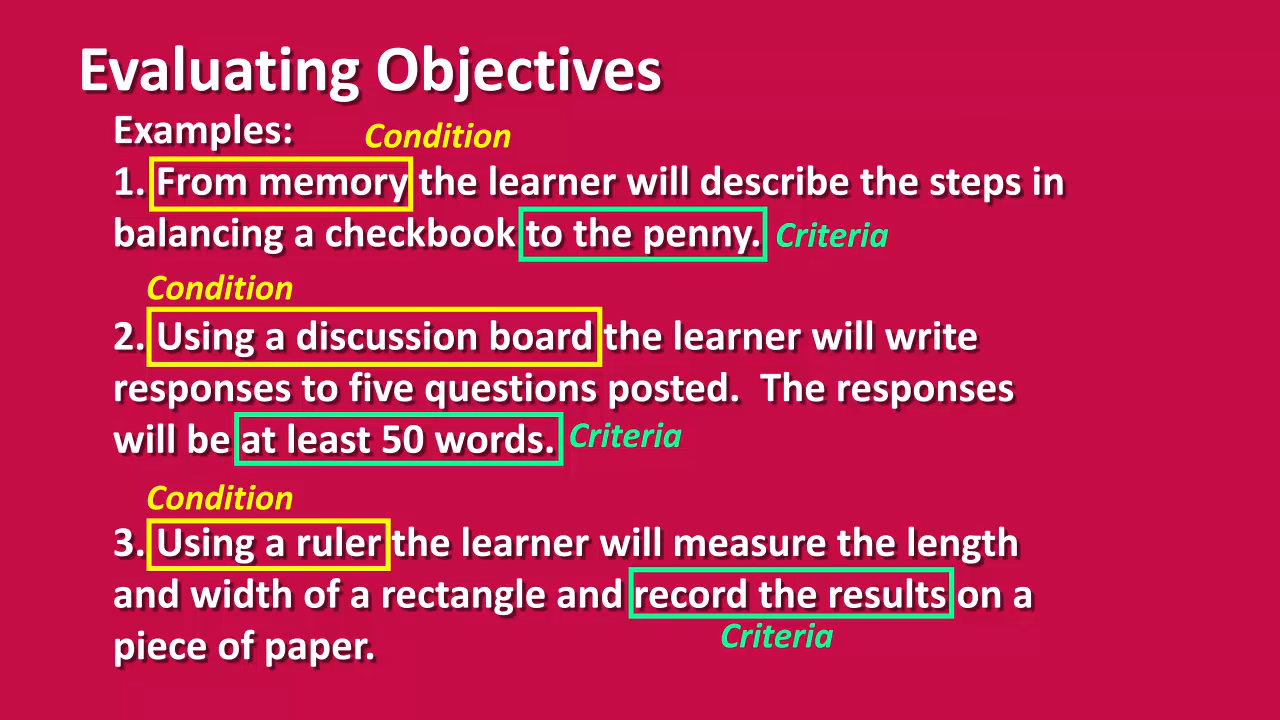 Evaluating Objectives
Examples:
Condition
1. From memory the learner will describe the steps in
balancing a checkbook to the penny. Criteria
Condition
2. Using a discussion board the learner will write
responses to five questions posted.  The responses
will be at least 50 words. Criteria
Condition
3. Using a ruler the learner will measure the length
and width of a rectangle and record the results on a
Criteria
piece of paper.